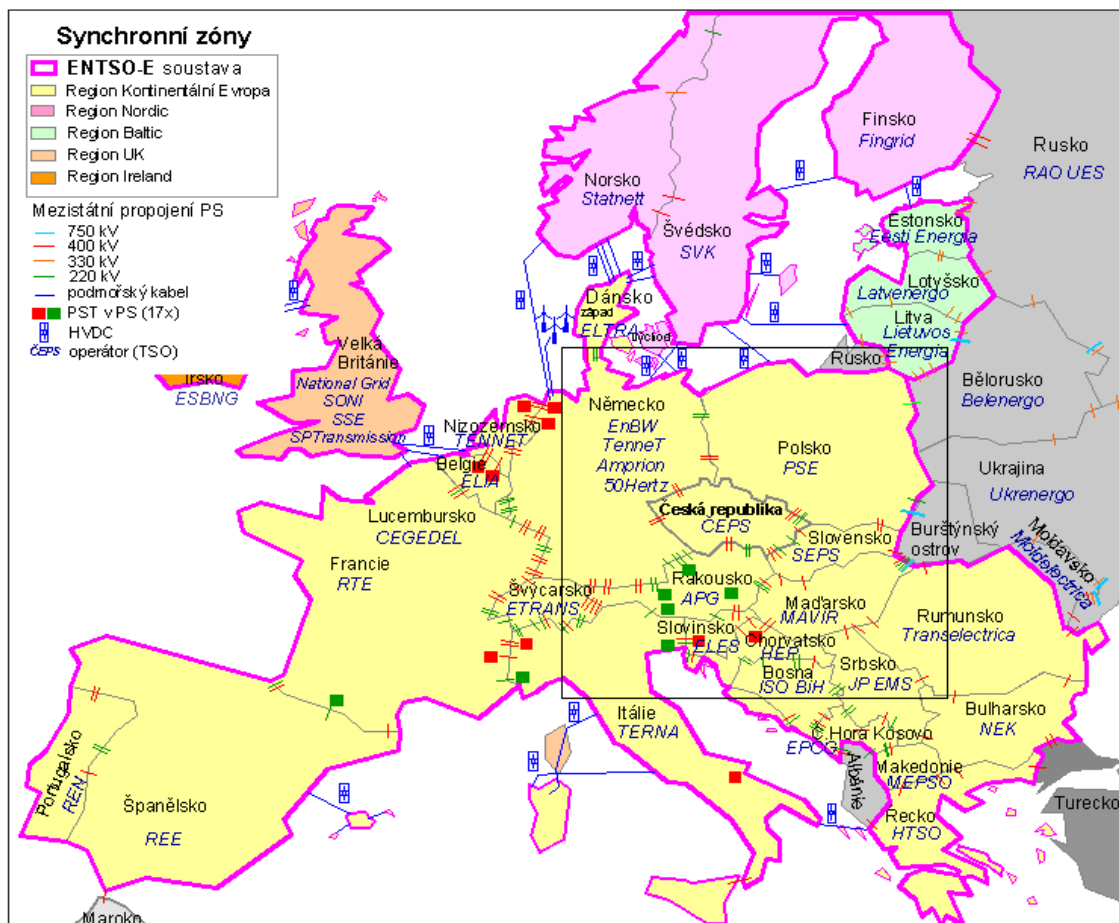 Synchronní zóny
ENTSO-E soustava
Region Kontinentální Evropa
Region Nordic
Region Baltic
Region UK
Region Ireland
Mezistátní propojení PS
750 kV
400 kV
330 kV
220 kV
podmořský kabel
PST v PS (17x)
HVDC
ČEPS operátor (TSO)
Finsko
Fingrid
Rusko
RAO UES
Norsko
Statnett
Švédsko
SVK
Estonsko
Eesti Energia
Lotyšsko
Latvenergo
Litva
Lietuvos
Energia
Rusko
Dánsko
západ
ELTRA
východ
Velká
Británie
National Grid
SONI
SSE
SPTransmission
Irsko
ESBNG
Bělorusko
Belenergo
Nizozemsko
TENNET
Belgie
ELIA
Německo
EnBW
TenneT
Amprion
50Hertz
Polsko
PSE
Ukrajina
Ukrenergo
Burštýnský
ostrov
Moldavsko
Moldelectrica
Lucembursko
CEGEDEL
Česká republika
ČEPS
Slovensko
SEPS
Francie
RTE
Švýcarsko
ETRANS
Rakousko
APG
Maďarsko
MAVIR
Rumunsko
Transelectrica
Slovinsko
ELES
Chorvatsko
HEP
Bosna
ISO BiH
Srbsko
JP EMS
Bulharsko
NEK
Itálie
TERNA
Č.Hora
EPCG
Kosovo
Makedonie
MEPSO
Albánie
Řecko
HTSO
Turecko
Portugalsko
REN
Španělsko
REE
Maroko